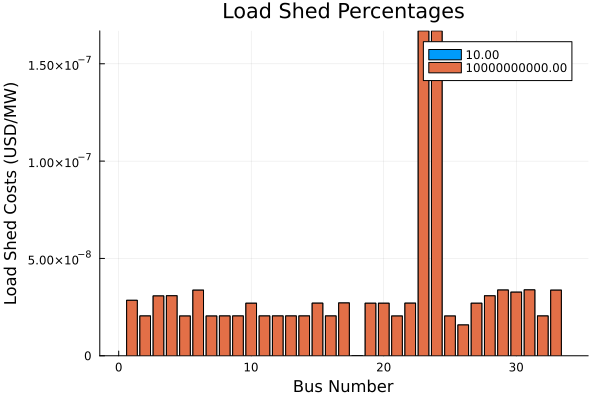 Load Shed Percentages
Load Shed Costs (USD/MW)
1.50×10⁻⁷
1.00×10⁻⁷
5.00×10⁻⁸
0
10.00
10000000000.00
0 10 20 30
Bus Number